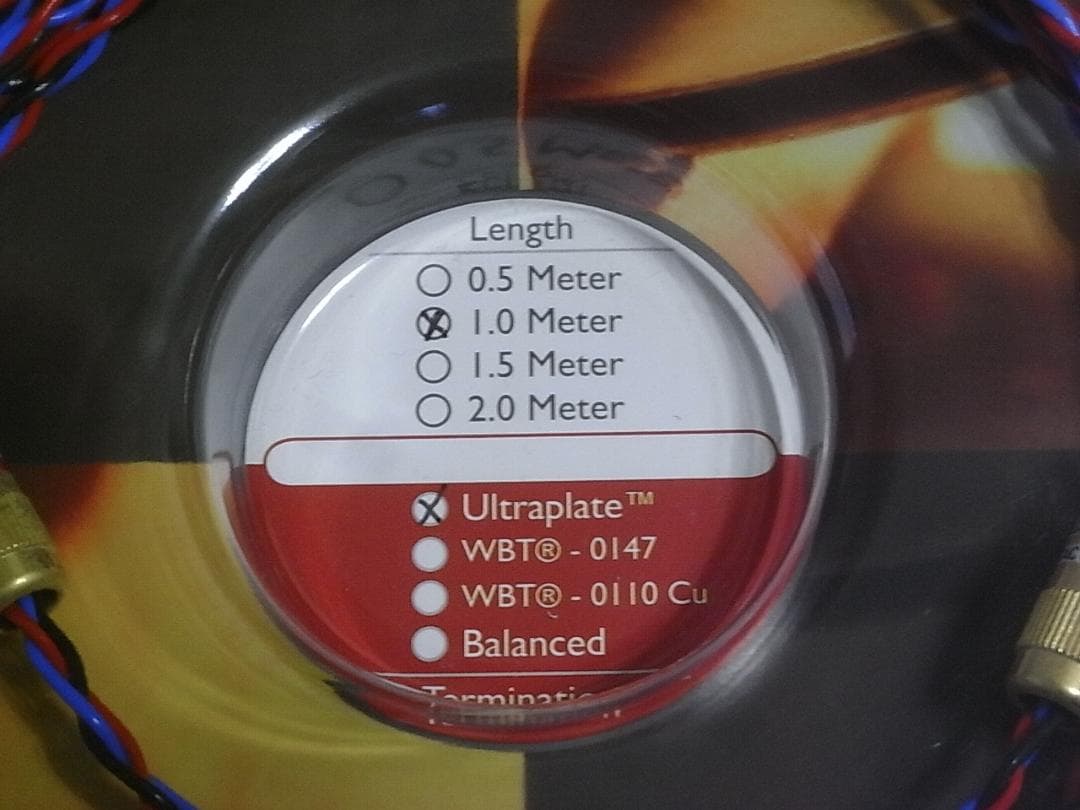 Length
0.5 Meter
1.0 Meter
1.5 Meter
2.0 Meter
Ultraplate™
WBT® - 0147
WBT® - 0110 Cu
Balanced